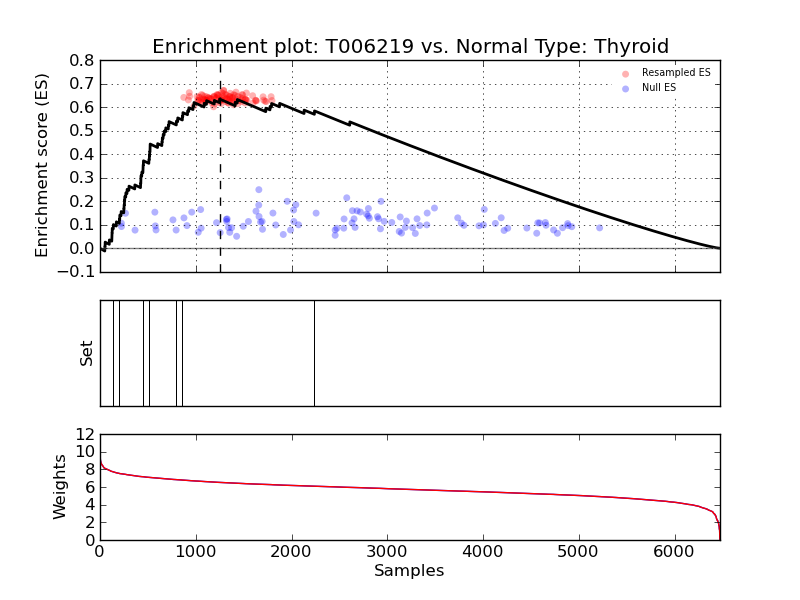 Enrichment plot: T006219 vs. Normal Type: Thyroid
Enrichment score (ES)
0.8
0.7
0.6
0.5
0.4
0.3
0.2
0.1
0.0
−0.1
Resampled ES
Null ES
Set
Weights
12
10
8
6
4
2
0
0 1000 2000 3000 4000 5000 6000
Samples